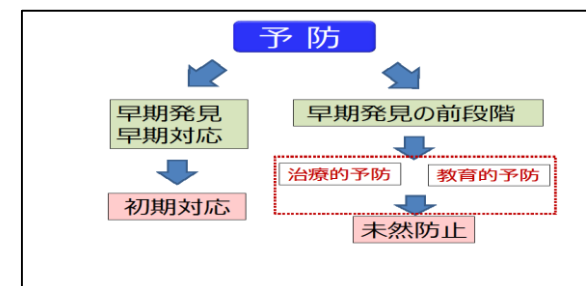 予 防
早期発見
早期対応
早期発見の前段階
治療的予防
教育的予防
初期対応
未然防止